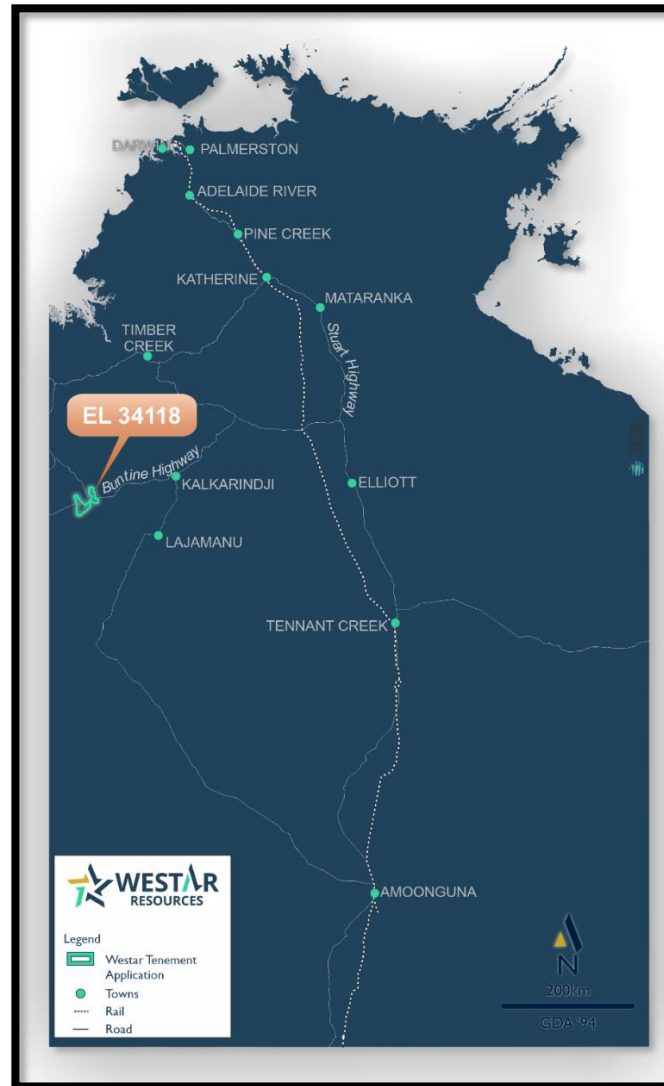 DARWIN
PALMERSTON
ADELAIDE RIVER
PINE CREEK
KATHERINE
MATARANKA
Stuart Highway
TIMBER
CREEK
EL 34118
Buntine Highway
KALKARINDJI
ELLIOTT
LAJAMANU
TENNANT CREEK
AMOONGUNA
WESTAR
RESOURCES
Legend
Westar Tenement
Application
Towns
Rail
Road
N
200km
GDA '94